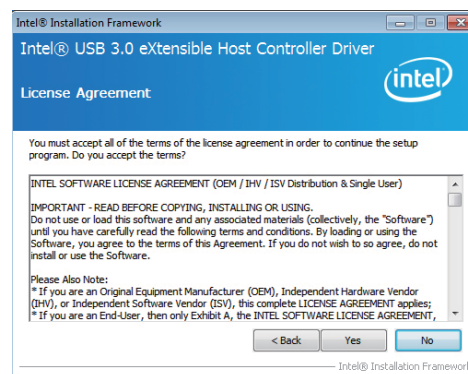 Intel® Installation Framework
Intel® USB 3.0 eXtensible Host Controller Driver
(intel)
License Agreement
You must accept all of the terms of the license agreement in order to continue the setup
program. Do you accept the terms?
INTEL SOFTWARE LICENSE AGREEMENT (OEM / IHV / ISV Distribution & Single User)
IMPORTANT - READ BEFORE COPYING, INSTALLING OR USING.
Do not use or load this software and any associated materials (collectively, the "Software")
until you have carefully read the following terms and conditions. By loading or using the
Software, you agree to the terms of this Agreement. If you do not wish to so agree, do not
install or use the Software.
Please Also Note:
* If you are an Original Equipment Manufacturer (OEM), Independent Hardware Vendor
(IHV), or Independent Software Vendor (ISV), this complete LICENSE AGREEMENT applies;
* If you are an End-User, then only Exhibit A, the INTEL SOFTWARE LICENSE AGREEMENT,
< Back Yes No
Intel® Installation Framework